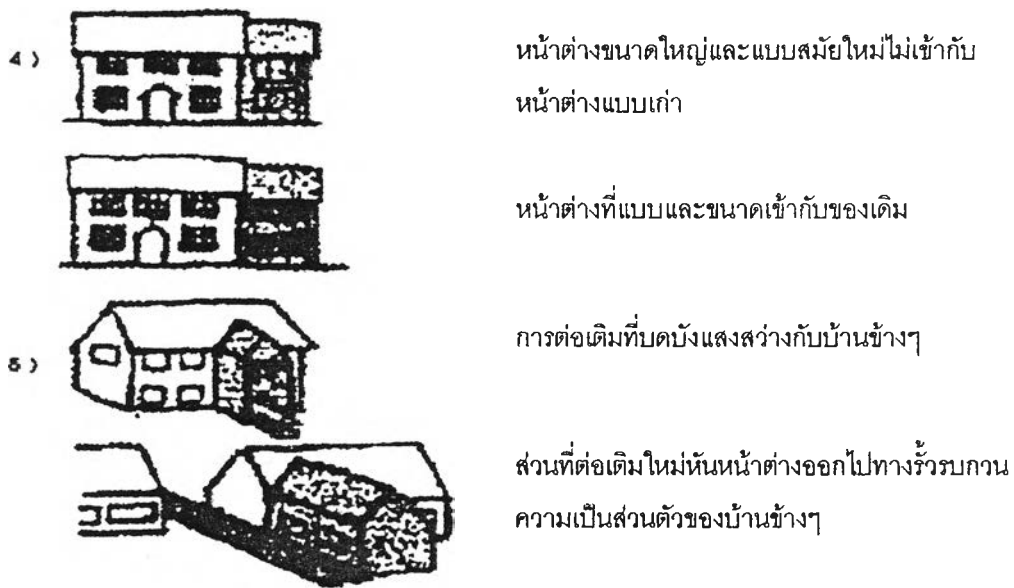 4) หน้าต่างขนาดใหญ่และแบบสมัยใหม่ไม่เข้ากับ
หน้าต่างแบบเก่า
หน้าต่างที่แบบและขนาดเข้ากับของเดิม
5) การต่อเติมที่บดบังแสงสว่างกับบ้านข้างๆ
ส่วนที่ต่อเติมใหม่หันหน้าต่างออกไปทางรั้วรบกวน
ความเป็นส่วนตัวของบ้านข้างๆ